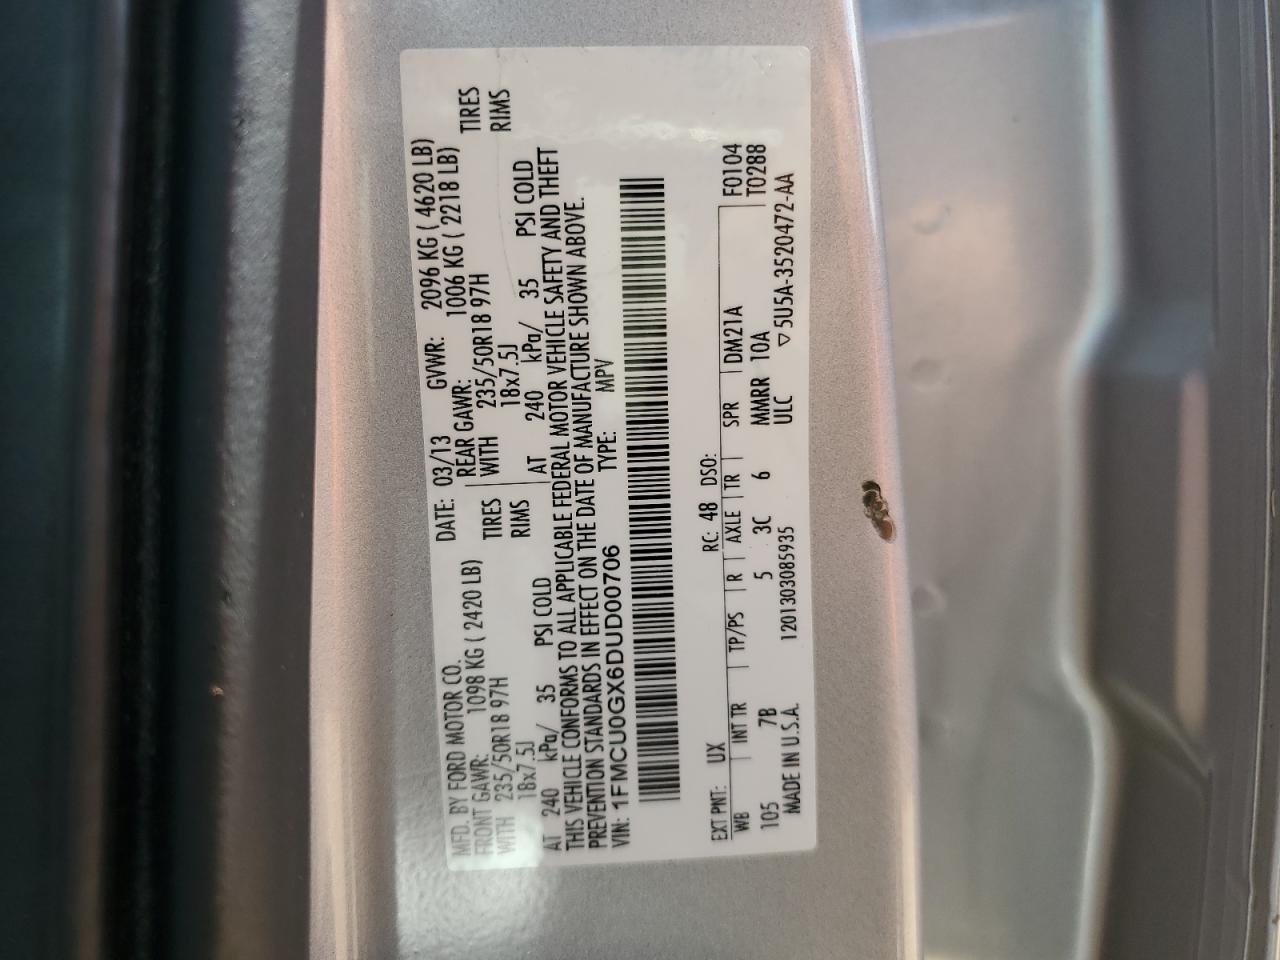 MFD. BY FORD MOTOR CO. DATE: 03/13 GVWR: 2096 KG ( 4620 LB)
FRONT GAWR: 1098 KG ( 2420 LB) REAR GAWR: 1006 KG ( 2218 LB)
WITH 235/50R18 97H TIRES WITH 235/50R18 97H TIRES
18x7.5J RIMS 18x7.5J RIMS
AT 240 kPa/ 35 PSI COLD AT 240 kPa/ 35 PSI COLD
THIS VEHICLE CONFORMS TO ALL APPLICABLE FEDERAL MOTOR VEHICLE SAFETY AND THEFT
PREVENTION STANDARDS IN EFFECT ON THE DATE OF MANUFACTURE SHOWN ABOVE.
VIN: 1FMCU0GX6DUD00706 TYPE: MPV
EXT PNT: UX RC: 48 DSO:
WB INT TR TP/PS R AXLE TR SPR DM21A F0104
105 7B 5 3C 6 MMRR 10A T0288
MADE IN U.S.A. 1201303085935 ULC ▽5U5A-3520472-AA